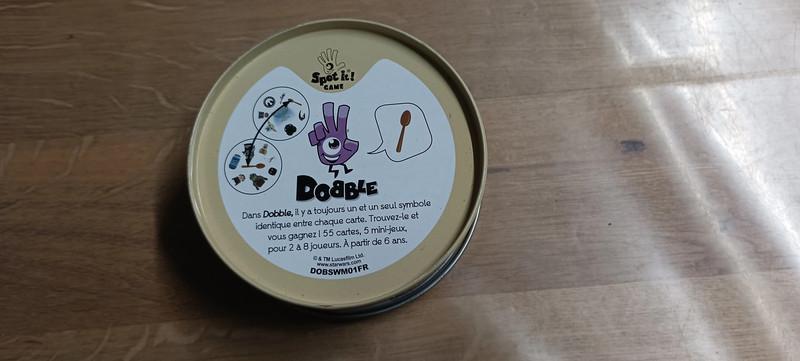 Spot it!
GAME
DOBBLE
Dans Dobble, il y a toujours un et un seul symbole
identique entre chaque carte. Trouvez-le et
vous gagnez ! 55 cartes, 5 mini-jeux,
pour 2 à 8 joueurs. À partir de 6 ans.
© & TM Lucasfilm Ltd.
www.starwars.com
DOBSWM01FR